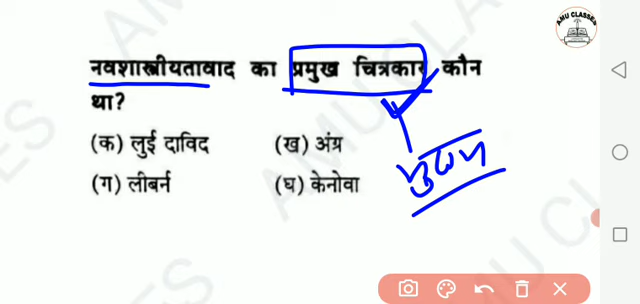 AMU CLASSES
नवशास्त्रीयतावाद का प्रमुख चित्रकार कौन
था?
(क) लुई दाविद (ख) अंग्र
(ग) लीबर्न (घ) केनोवा